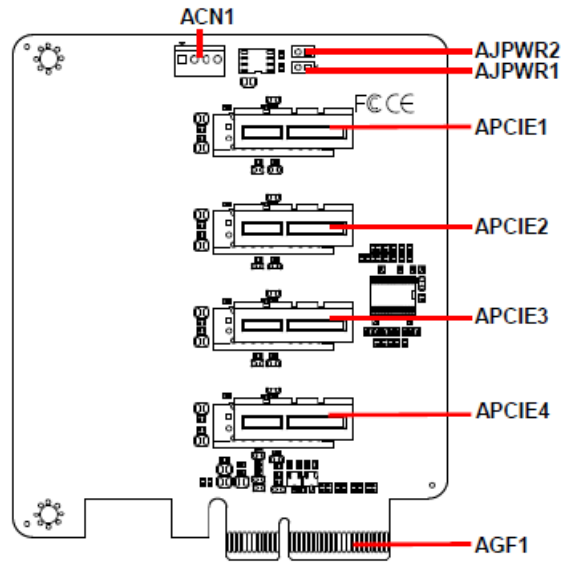 ACN1
AJPWR2
AJPWR1
FC CE
APCIE1
APCIE2
APCIE3
APCIE4
AGF1